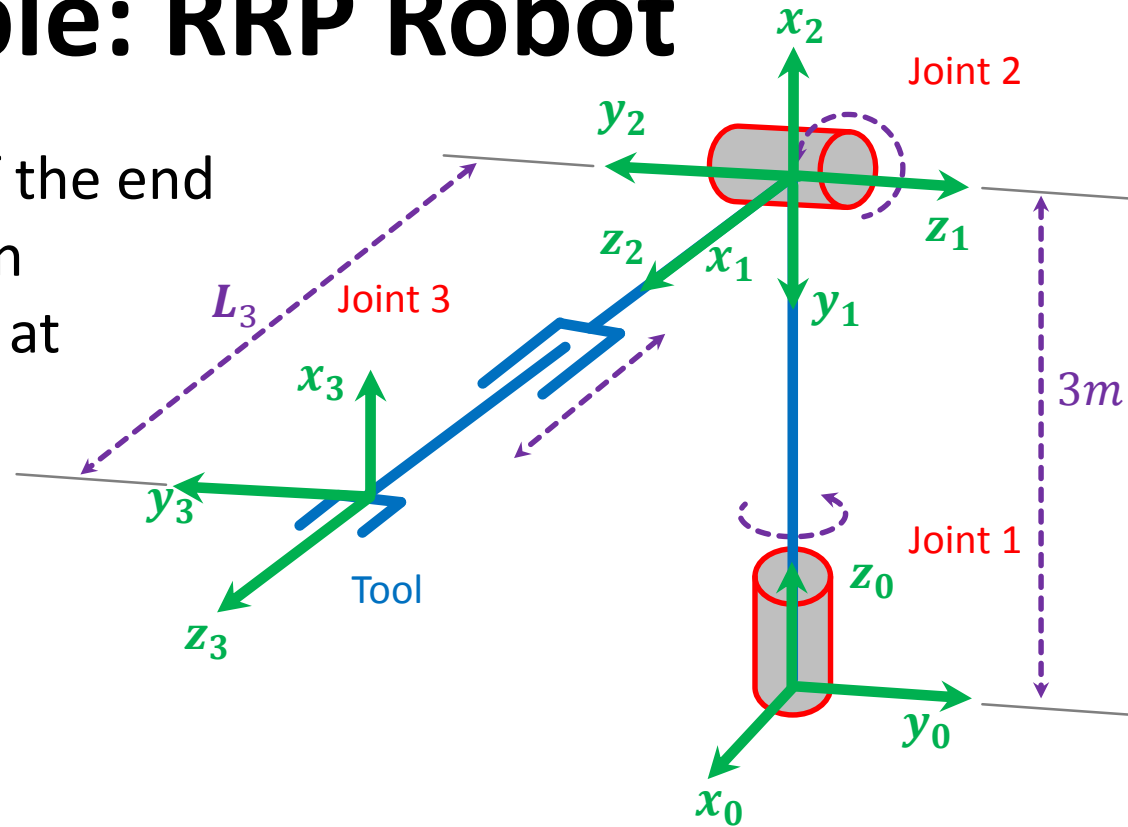 ple: RRP Robot
f the end
n
at
x₂
Joint 2
y₂
z₁
z₂
x₁
y₁
L₃
Joint 3
x₃
3m
y₃
Joint 1
z₀
Tool
z₃
y₀
x₀